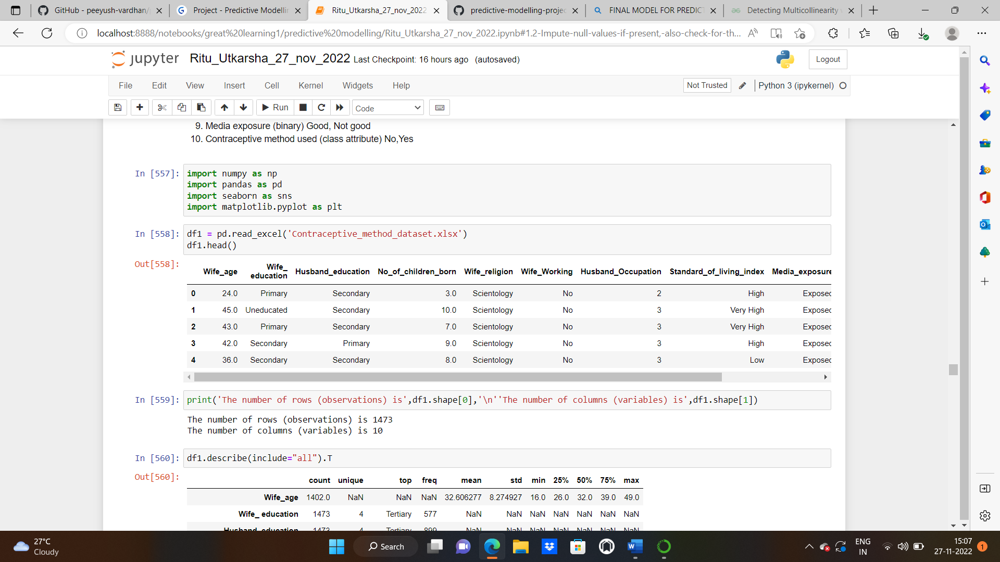 GitHub - peeyush-vardhan/
Project - Predictive Modellin
Ritu_Utkarsha_27_nov_2022
predictive-modelling-projec
FINAL MODEL FOR PREDICT
Detecting Multicollinearity
localhost:8888/notebooks/great%20learning1/predictive%20modelling/Ritu_Utkarsha_27_nov_2022.ipynb#1.2-Impute-null-values-if-present,-also-check-for-th...
jupyter Ritu_Utkarsha_27_nov_2022 Last Checkpoint: 16 hours ago (autosaved)
Logout
File Edit View Insert Cell Kernel Widgets Help
Not Trusted
Python 3 (ipykernel)
Run
Code
9. Media exposure (binary) Good, Not good
10. Contraceptive method used (class attribute) No,Yes
In [557]: import numpy as np
import pandas as pd
import seaborn as sns
import matplotlib.pyplot as plt
In [558]: df1 = pd.read_excel('Contraceptive_method_dataset.xlsx')
df1.head()
Out[558]:
Wife_age Wife_ education Husband_education No_of_children_born Wife_religion Wife_Working Husband_Occupation Standard_of_living_index Media_exposure
0 24.0 Primary Secondary 3.0 Scientology No 2 High Exposed
1 45.0 Uneducated Secondary 10.0 Scientology No 3 Very High Exposed
2 43.0 Primary Secondary 7.0 Scientology No 3 Very High Exposed
3 42.0 Secondary Primary 9.0 Scientology No 3 High Exposed
4 36.0 Secondary Secondary 8.0 Scientology No 3 Low Exposed
In [559]: print('The number of rows (observations) is',df1.shape[0],'\n''The number of columns (variables) is',df1.shape[1])
The number of rows (observations) is 1473
The number of columns (variables) is 10
In [560]: df1.describe(include="all").T
Out[560]:
count unique top freq mean std min 25% 50% 75% max
Wife_age 1402.0 NaN NaN NaN 32.606277 8.274927 16.0 26.0 32.0 39.0 49.0
Wife_ education 1473 4 Tertiary 577 NaN NaN NaN NaN NaN NaN NaN
Husband_education 1473 4 Tertiary 899 NaN NaN NaN NaN NaN NaN NaN
27°C
Cloudy
Search
ENG
IN
15:07
27-11-2022
1